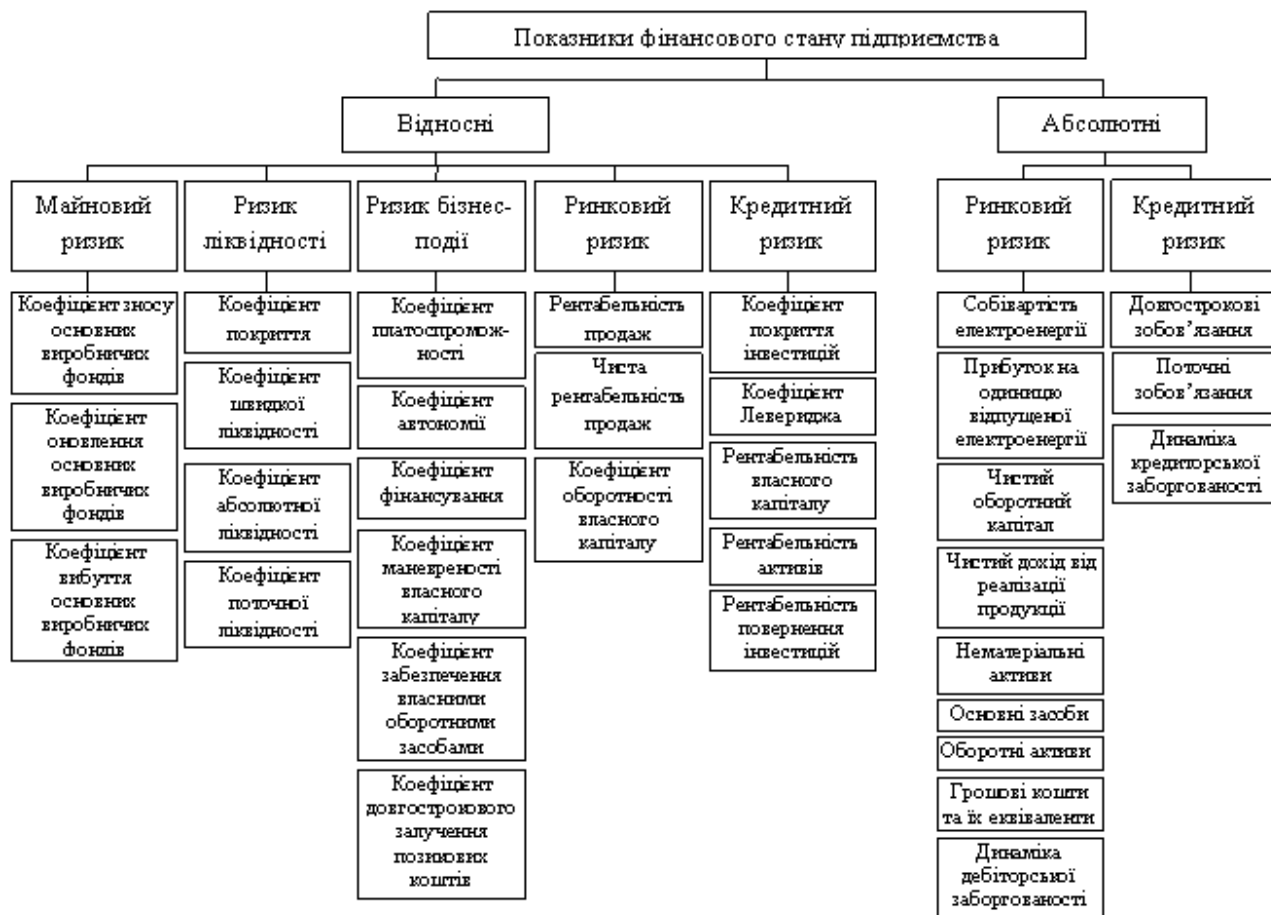 Показники фінансового стану підприємства
Відносні
Абсолютні
Майновий
ризик
Ризик
ліквідності
Ризик бізнес-
події
Ринковий
ризик
Кредитний
ризик
Ринковий
ризик
Кредитний
ризик
Коефіцієнт зносу
основних
виробничих
фондів
Коефіцієнт
оновлення
основних
виробничих
фондів
Коефіцієнт
вибуття
основних
виробничих
фондів
Коефіцієнт
покриття
Коефіцієнт
швидкої
ліквідності
Коефіцієнт
абсолютної
ліквідності
Коефіцієнт
поточної
ліквідності
Коефіцієнт
платоспромож-
ності
Коефіцієнт
автономії
Коефіцієнт
фінансування
Коефіцієнт
маневреності
власного
капіталу
Коефіцієнт
забезпечення
власними
оборотними
засобами
Коефіцієнт
довгострокового
залучення
позикових
коштів
Рентабельність
продаж
Чиста
рентабельність
продаж
Коефіцієнт
оборотності
власного
капіталу
Коефіцієнт
покриття
інвестицій
Коефіцієнт
Левериджа
Рентабельність
власного
капіталу
Рентабельність
активів
Рентабельність
повернення
інвестицій
Собівартість
електроенергії
Прибуток на
одиницю
відпущеної
електроенергії
Чистий
оборотний
капітал
Чистий дохід від
реалізації
продукції
Нематеріальні
активи
Основні засоби
Оборотні активи
Грошові кошти
та їх еквіваленти
Динаміка
дебіторської
заборгованості
Довгострокові
зобов’язання
Поточні
зобов’язання
Динаміка
кредиторської
заборгованості